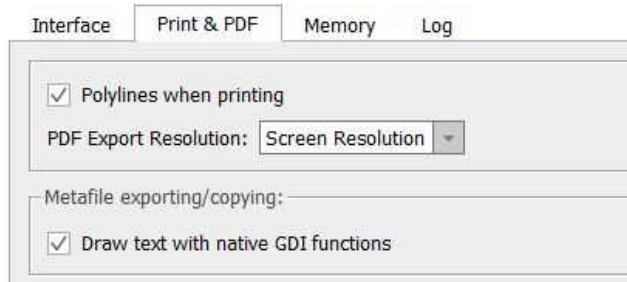 Interface Print & PDF Memory Log
Polylines when printing
PDF Export Resolution: Screen Resolution
Metafile exporting/copying:
Draw text with native GDI functions